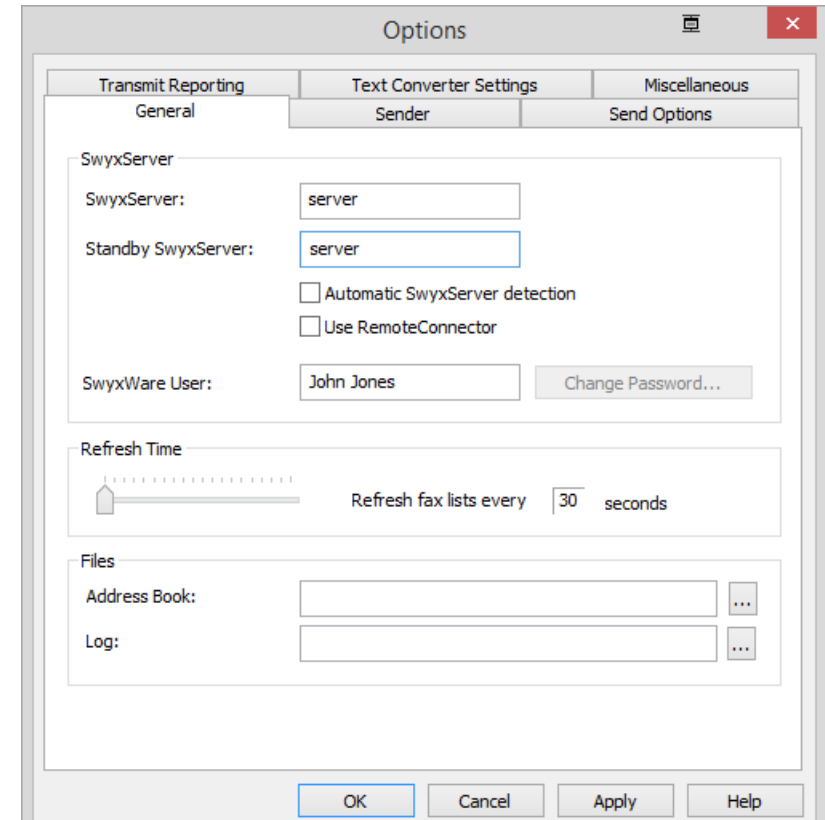 Options
Transmit Reporting Text Converter Settings Miscellaneous
General Sender Send Options
SwyxServer
SwyxServer: server
Standby SwyxServer: server
Automatic SwyxServer detection
Use RemoteConnector
SwyxWare User: John Jones Change Password...
Refresh Time
Refresh fax lists every 30 seconds
Files
Address Book: ...
Log: ...
OK Cancel Apply Help